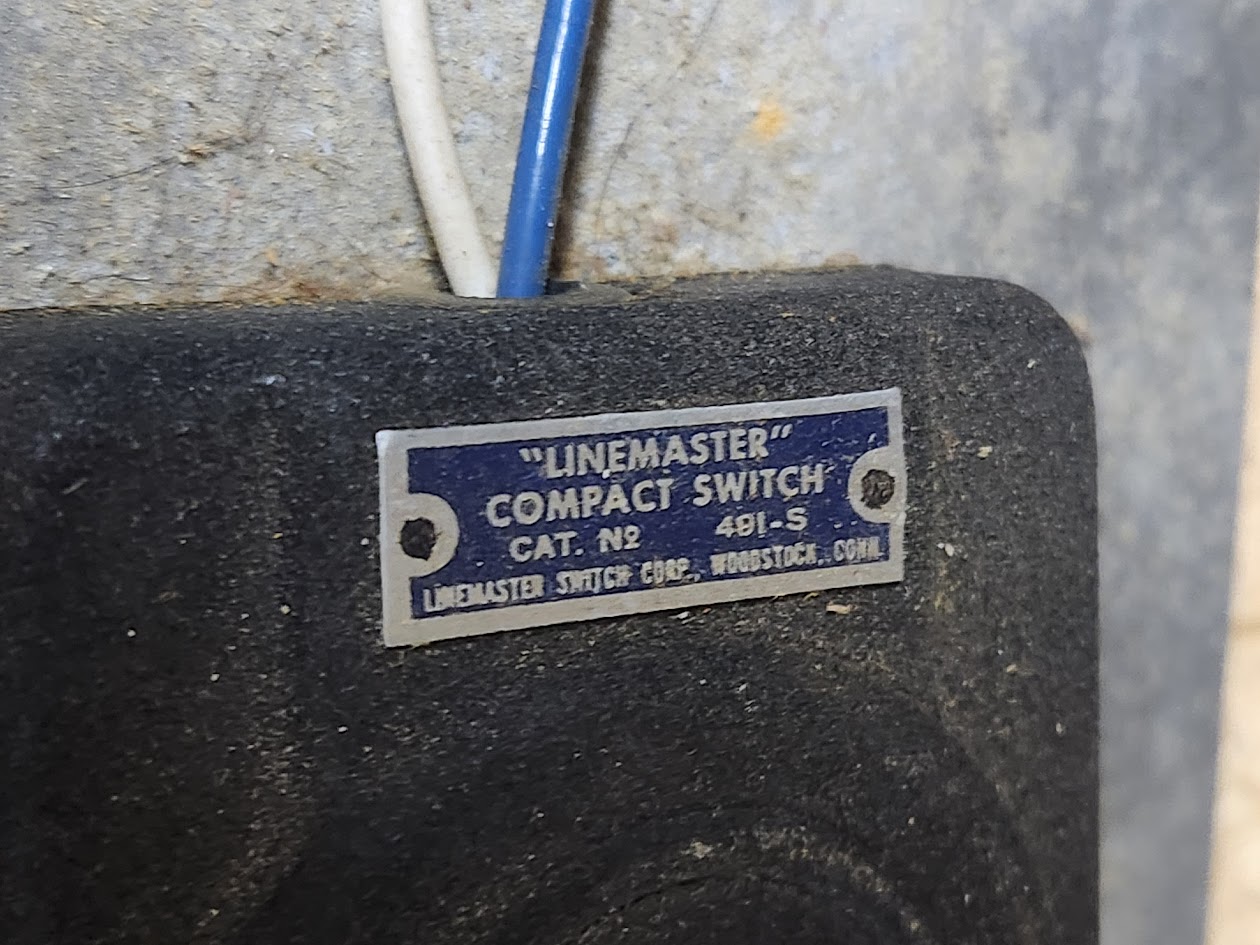 "LINEMASTER"
COMPACT SWITCH
CAT. Nº 491-S
LINEMASTER SWITCH CORP., WOODSTOCK, CONN.